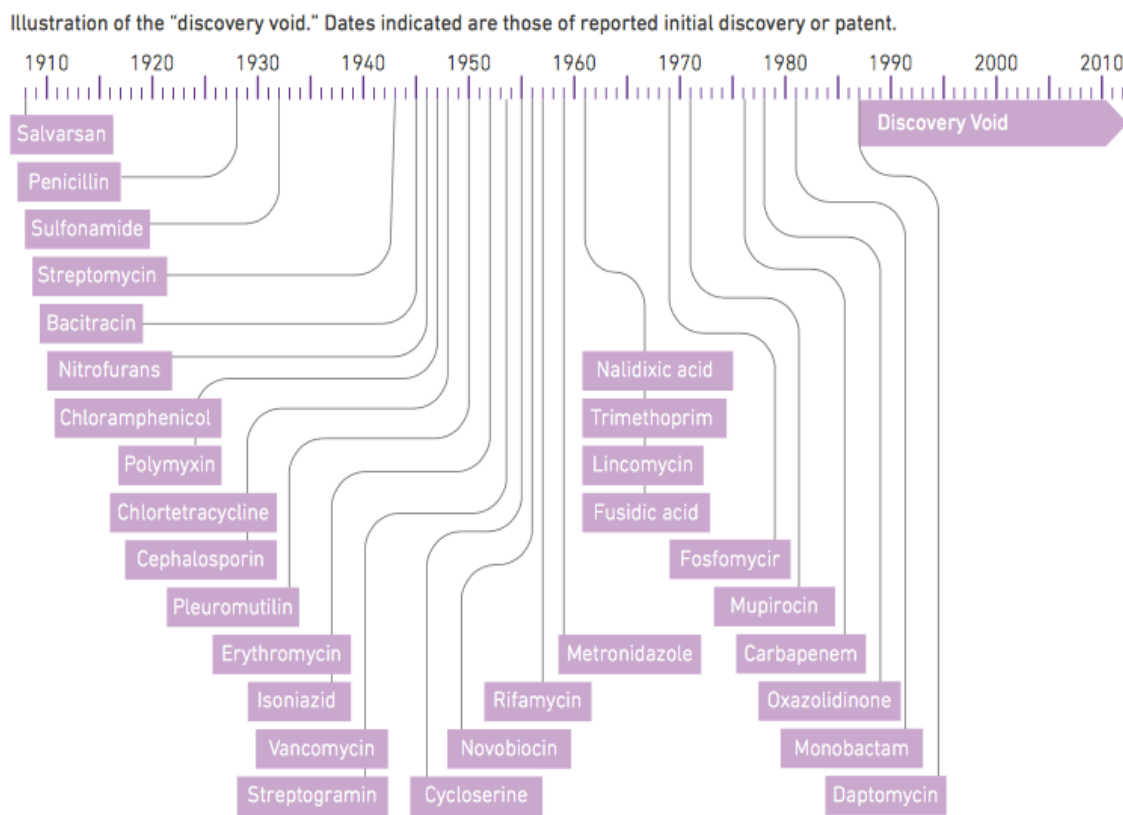 Illustration of the “discovery void.” Dates indicated are those of reported initial discovery or patent.
1910 1920 1930 1940 1950 1960 1970 1980 1990 2000 2010
Discovery Void
Salvarsan
Penicillin
Sulfonamide
Streptomycin
Bacitracin
Nitrofurans
Nalidixic acid
Chloramphenicol
Trimethoprim
Polymyxin
Lincomycin
Chlortetracycline
Fusidic acid
Cephalosporin
Fosfomycir
Pleuromutilin
Mupirocin
Erythromycin
Metronidazole
Carbapenem
Isoniazid
Rifamycin
Oxazolidinone
Vancomycin
Novobiocin
Monobactam
Streptogramin
Cycloserine
Daptomycin